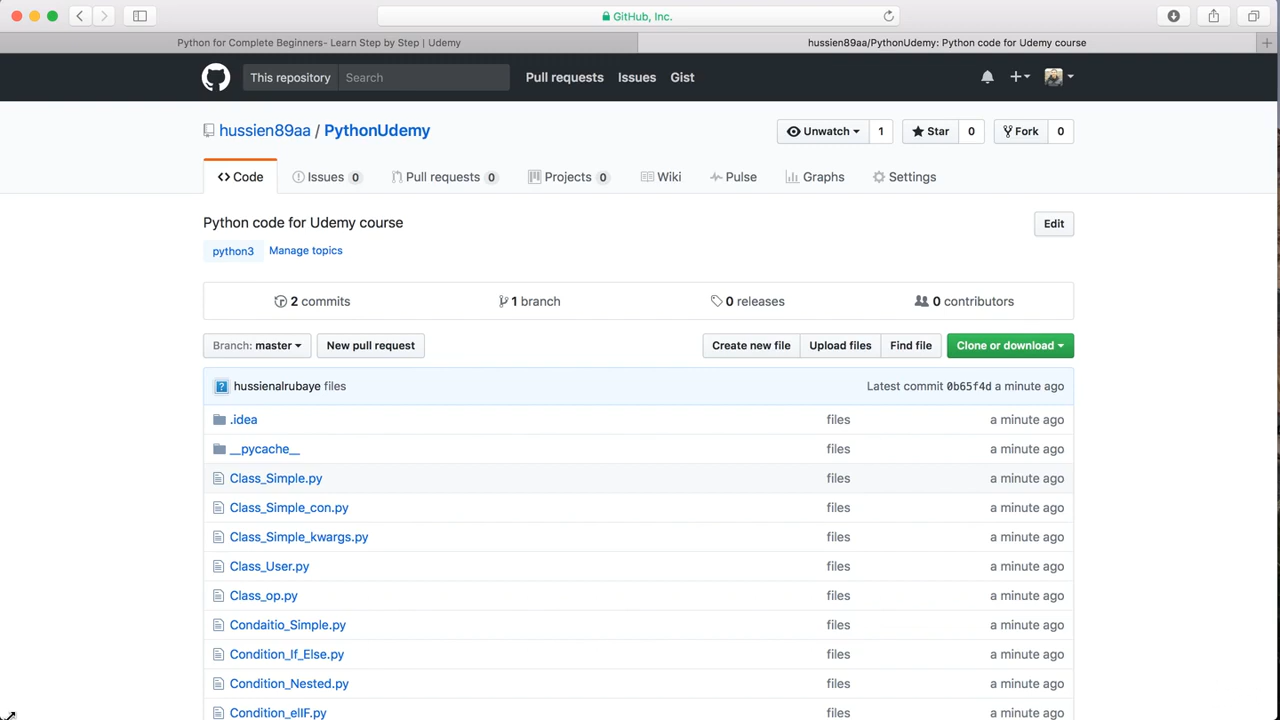 GitHub, Inc.
Python for Complete Beginners- Learn Step by Step | Udemy
hussien89aa/PythonUdemy: Python code for Udemy course
This repository Search Pull requests Issues Gist
hussien89aa / PythonUdemy
Unwatch 1 Star 0 Fork 0
Code Issues 0 Pull requests 0 Projects 0 Wiki Pulse Graphs Settings
Python code for Udemy course
Edit
python3 Manage topics
2 commits 1 branch 0 releases 0 contributors
Branch: master New pull request Create new file Upload files Find file Clone or download
hussienalrubaye files Latest commit 0b65f4d a minute ago
.idea files a minute ago
__pycache__ files a minute ago
Class_Simple.py files a minute ago
Class_Simple_con.py files a minute ago
Class_Simple_kwargs.py files a minute ago
Class_User.py files a minute ago
Class_op.py files a minute ago
Condaitio_Simple.py files a minute ago
Condition_If_Else.py files a minute ago
Condition_Nested.py files a minute ago
Condition_elIF.py files a minute ago